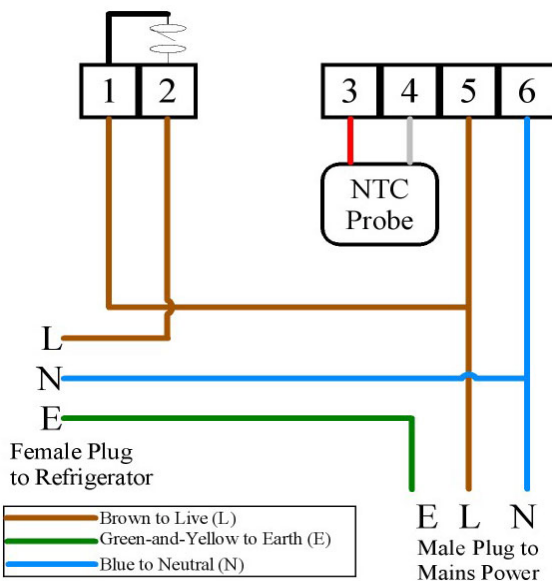 1 2 3 4 5 6
NTC
Probe
L
N
E
Female Plug
to Refrigerator
E L N
Male Plug to
Mains Power
Brown to Live (L)
Green-and-Yellow to Earth (E)
Blue to Neutral (N)